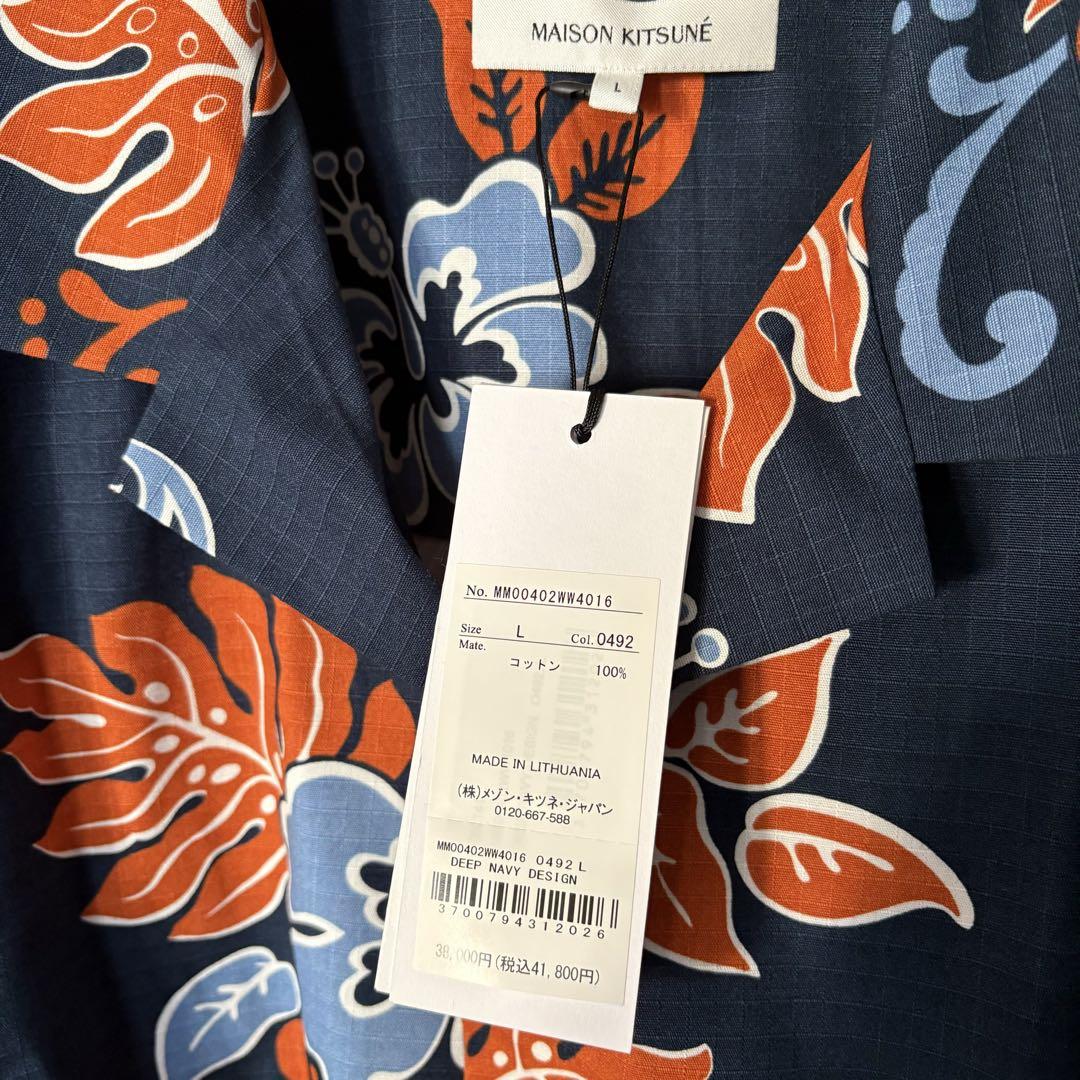 MAISON KITSUNÉ
L
No. MM00402WW4016
Size L Col. 0492
Mate.
コットン 100%
MADE IN LITHUANIA
(株)メゾン・キツネ・ジャパン
0120-667-588
MM00402WW4016 0492 L
DEEP NAVY DESIGN
3700794312026
38,000円(税込41,800円)